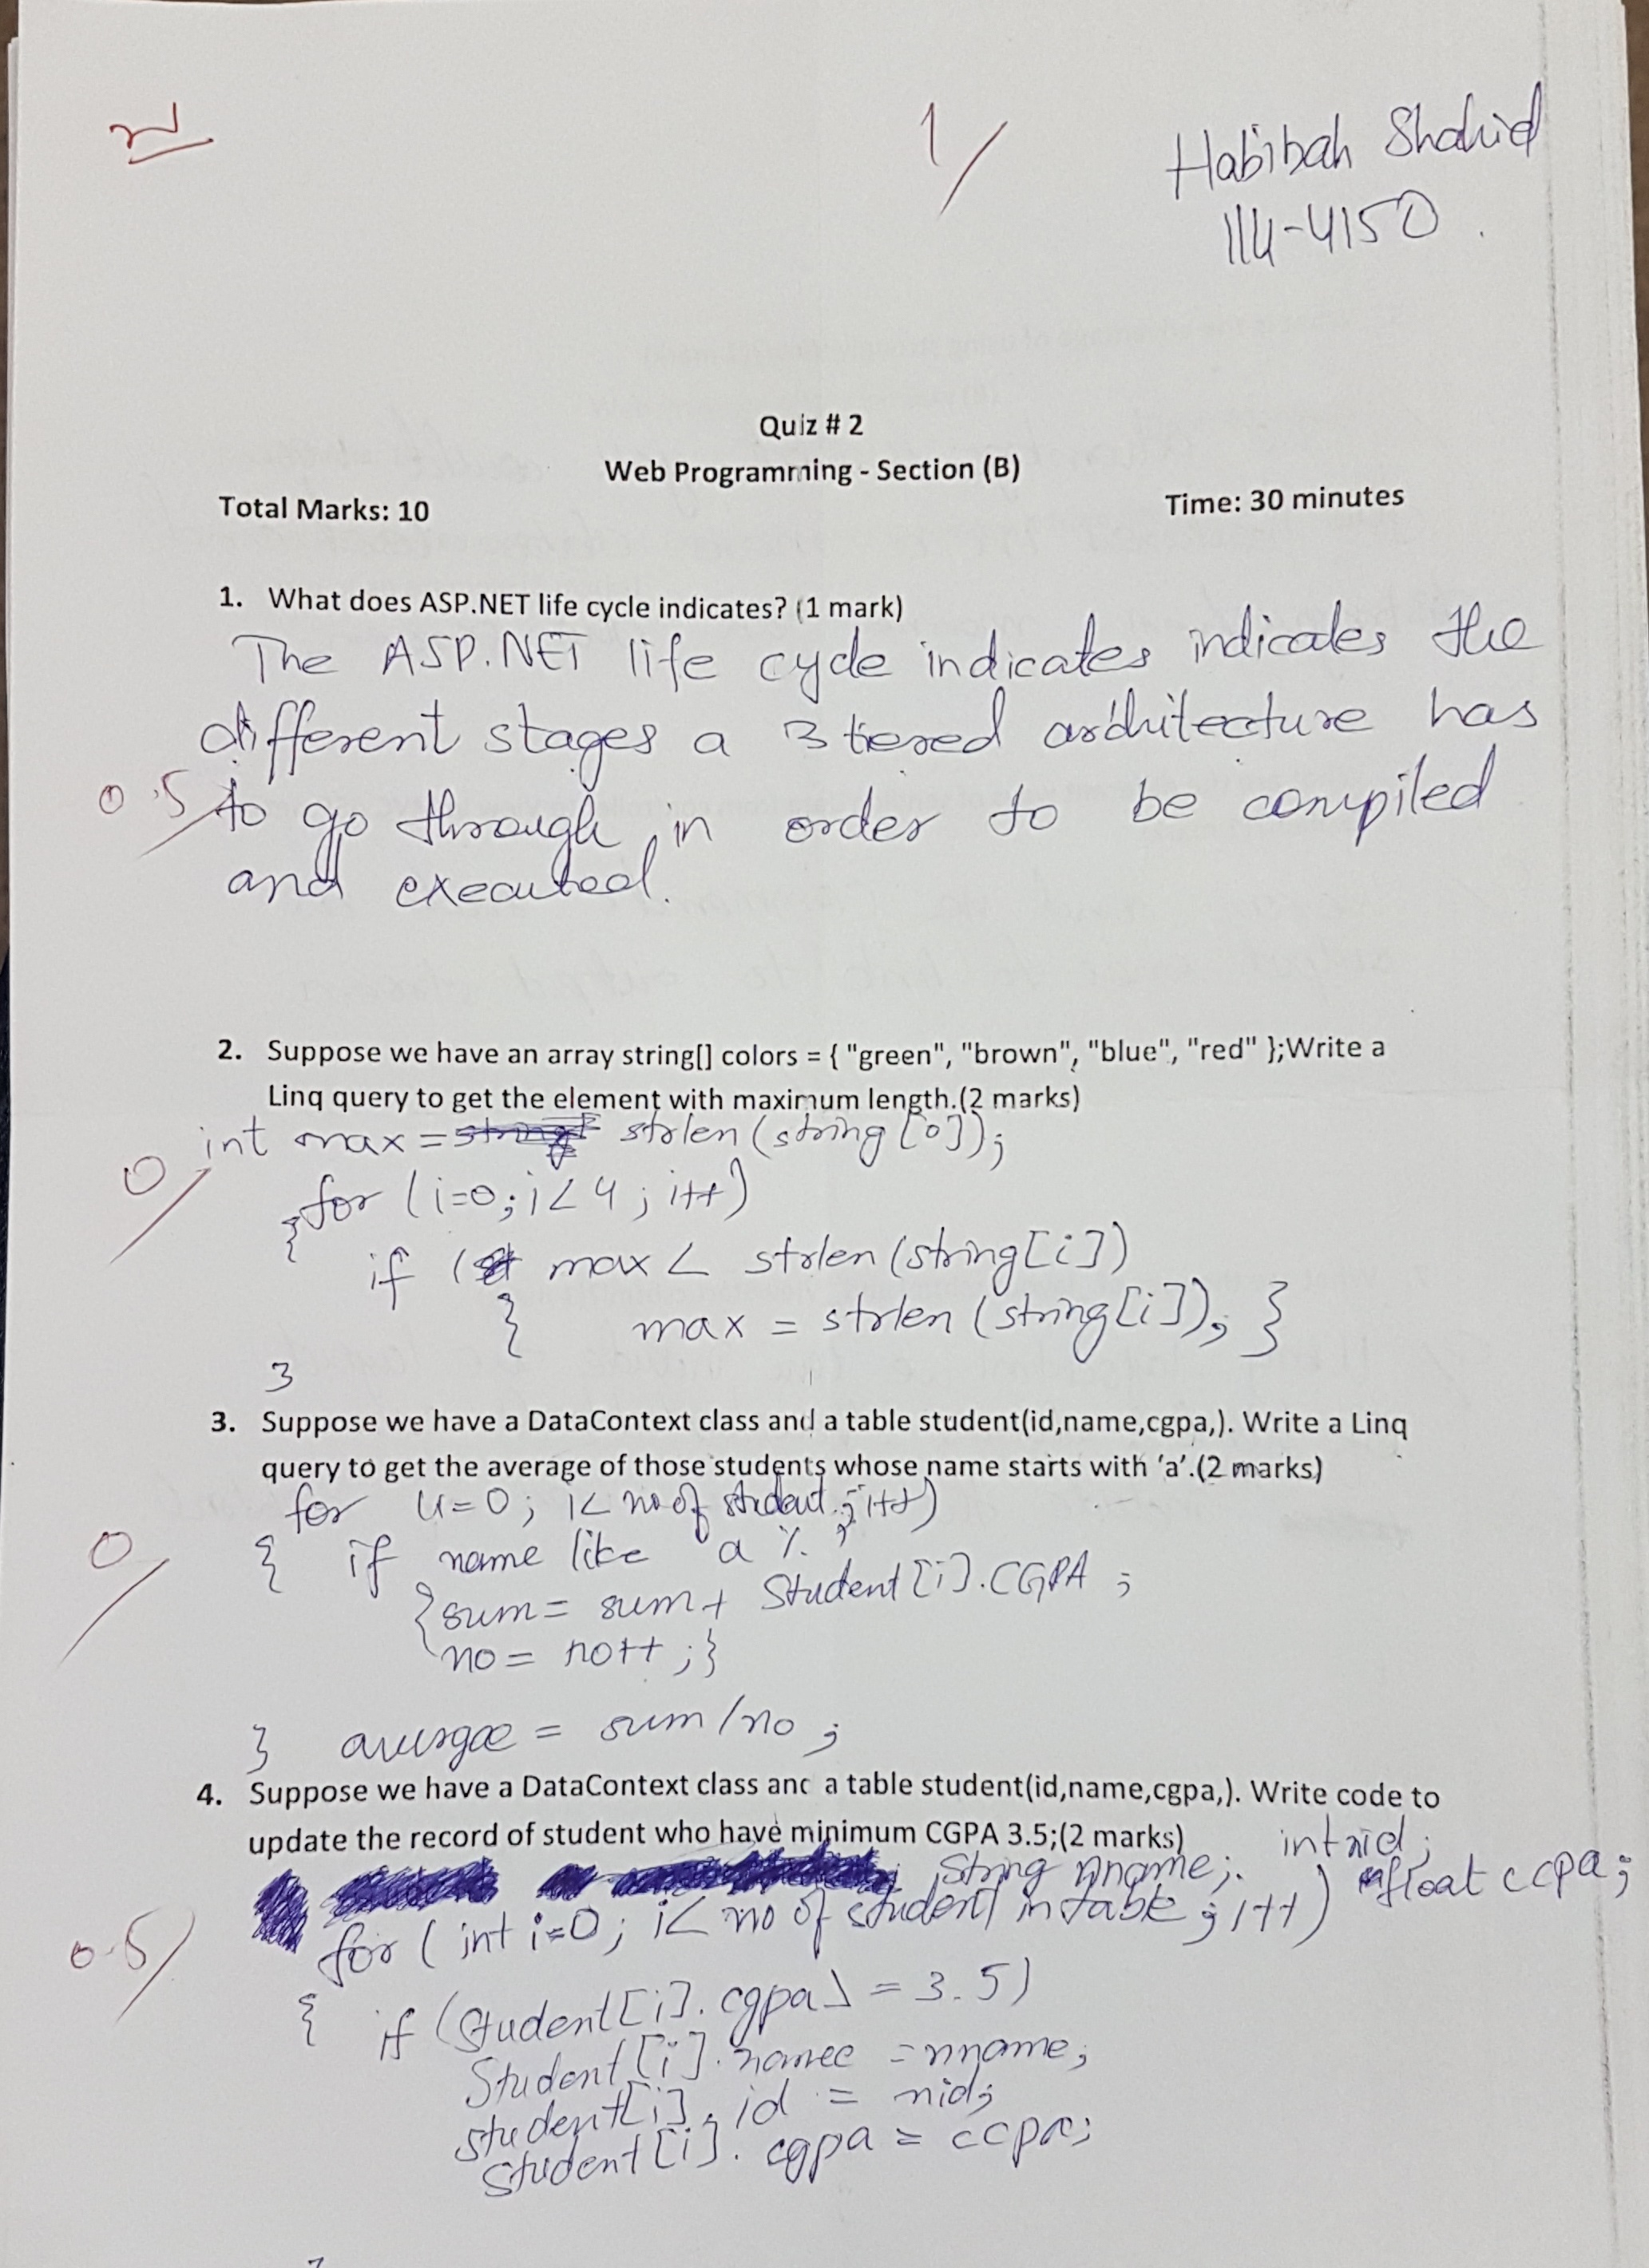 1/
Habibah Shahid
114-4150.
Quiz # 2
Web Programming - Section (B)
Total Marks: 10
Time: 30 minutes
1. What does ASP.NET life cycle indicates? (1 mark)
The ASP.NET life cycle indicates indicates the
different stages a 3 tiered architecture has
0.5/ to go through, in order to be compiled
and executed.
2. Suppose we have an array string[] colors = { "green", "brown", "blue", "red" };Write a
Linq query to get the element with maximum length.(2 marks)
int max = strlen(string[0]);
0/
for (i=0; i<4; i++)
{
if ( max < strlen(string[i])
{ max = strlen(string[i]); }
}
3. Suppose we have a DataContext class and a table student(id,name,cgpa,). Write a Linq
query to get the average of those students whose name starts with 'a'.(2 marks)
for (i=0; i< no of student; i++)
0/
{ if name like "a%"
{sum = sum + Student[i].CGPA;
no = no++;}
} avergae = sum/no;
4. Suppose we have a DataContext class and a table student(id,name,cgpa,). Write code to
update the record of student who have minimum CGPA 3.5;(2 marks)
int nid;
String nname; float ccpa;
for (int i=0; i< no of student in table; i++)
0.5/
{ if (Student[i].cgpa >= 3.5)
Student[i].name = nname;
student[i].id = nid;
Student[i].cgpa = ccpa;